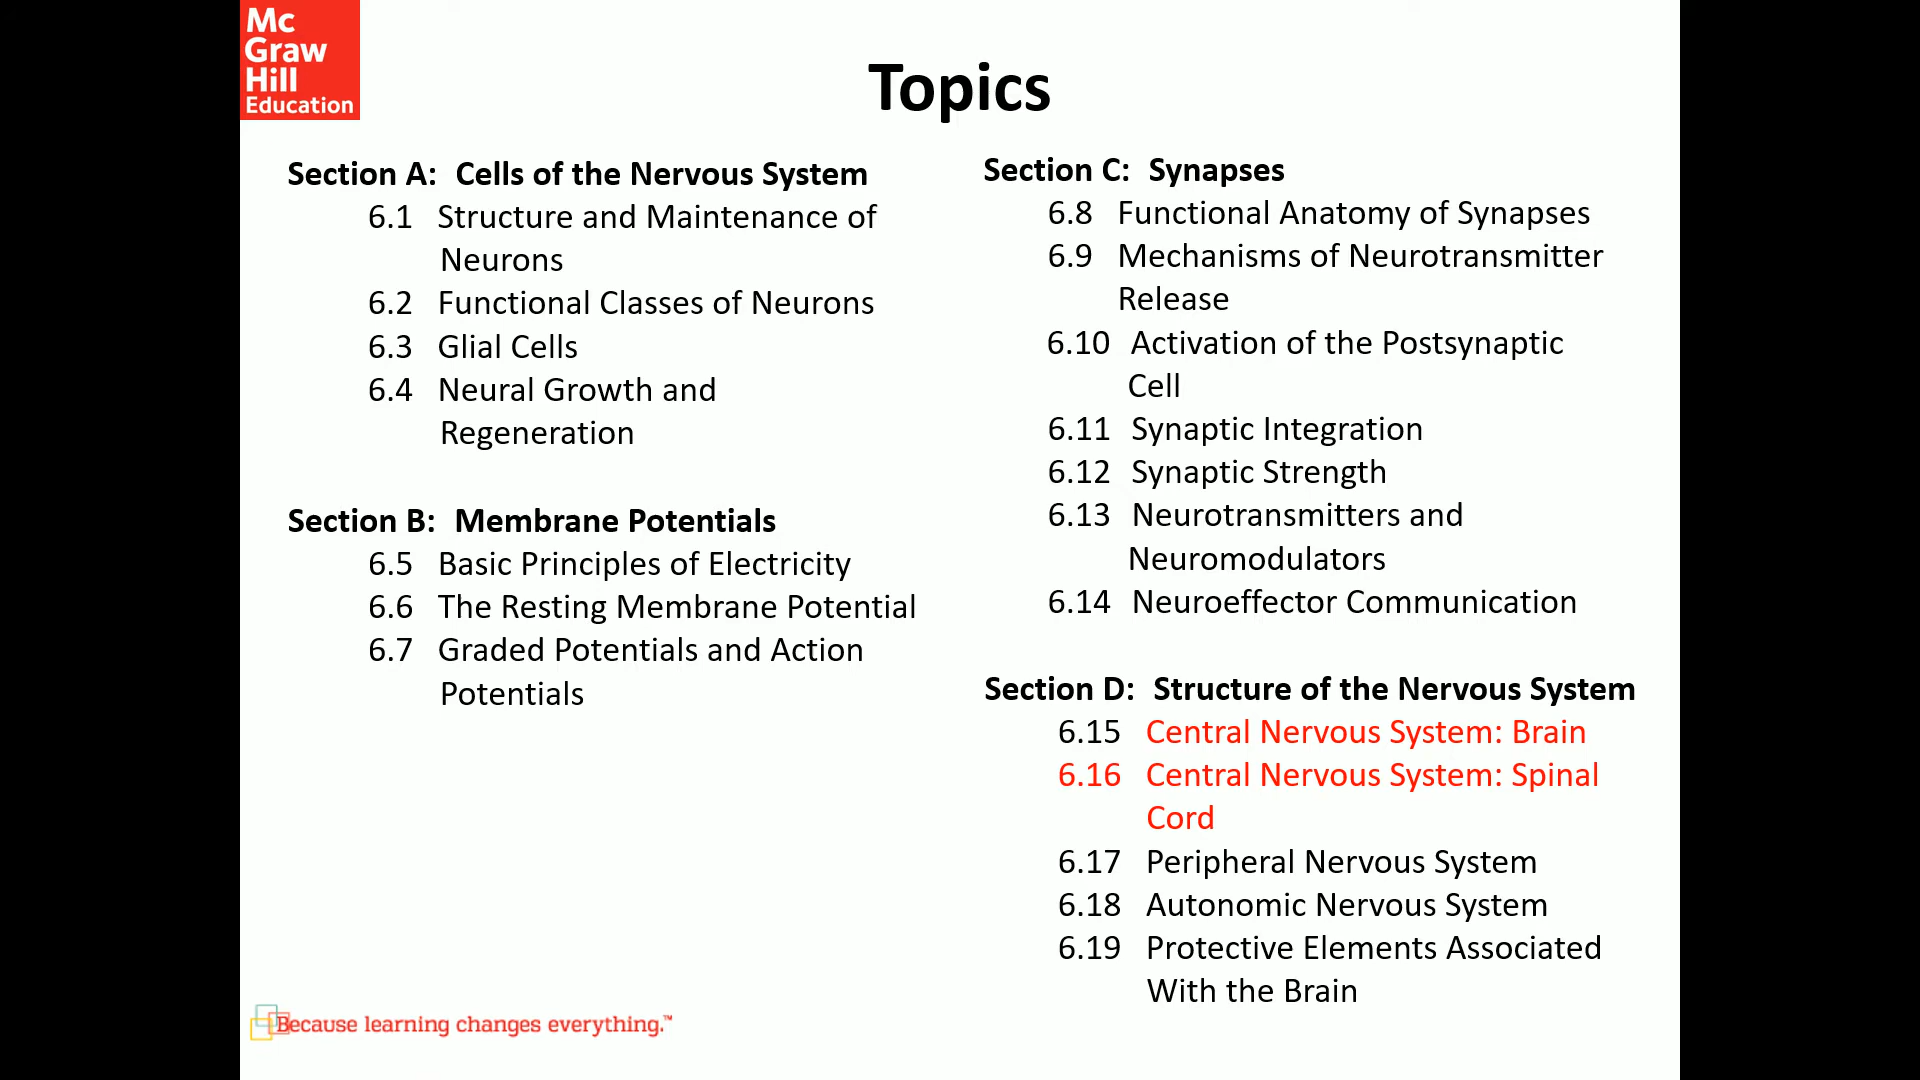 Mc
Graw
Hill
Education
Topics
Section A: Cells of the Nervous System
6.1 Structure and Maintenance of
Neurons
6.2 Functional Classes of Neurons
6.3 Glial Cells
6.4 Neural Growth and
Regeneration
Section B: Membrane Potentials
6.5 Basic Principles of Electricity
6.6 The Resting Membrane Potential
6.7 Graded Potentials and Action
Potentials
Section C: Synapses
6.8 Functional Anatomy of Synapses
6.9 Mechanisms of Neurotransmitter
Release
6.10 Activation of the Postsynaptic
Cell
6.11 Synaptic Integration
6.12 Synaptic Strength
6.13 Neurotransmitters and
Neuromodulators
6.14 Neuroeffector Communication
Section D: Structure of the Nervous System
6.15 Central Nervous System: Brain
6.16 Central Nervous System: Spinal
Cord
6.17 Peripheral Nervous System
6.18 Autonomic Nervous System
6.19 Protective Elements Associated
With the Brain
Because learning changes everything.™